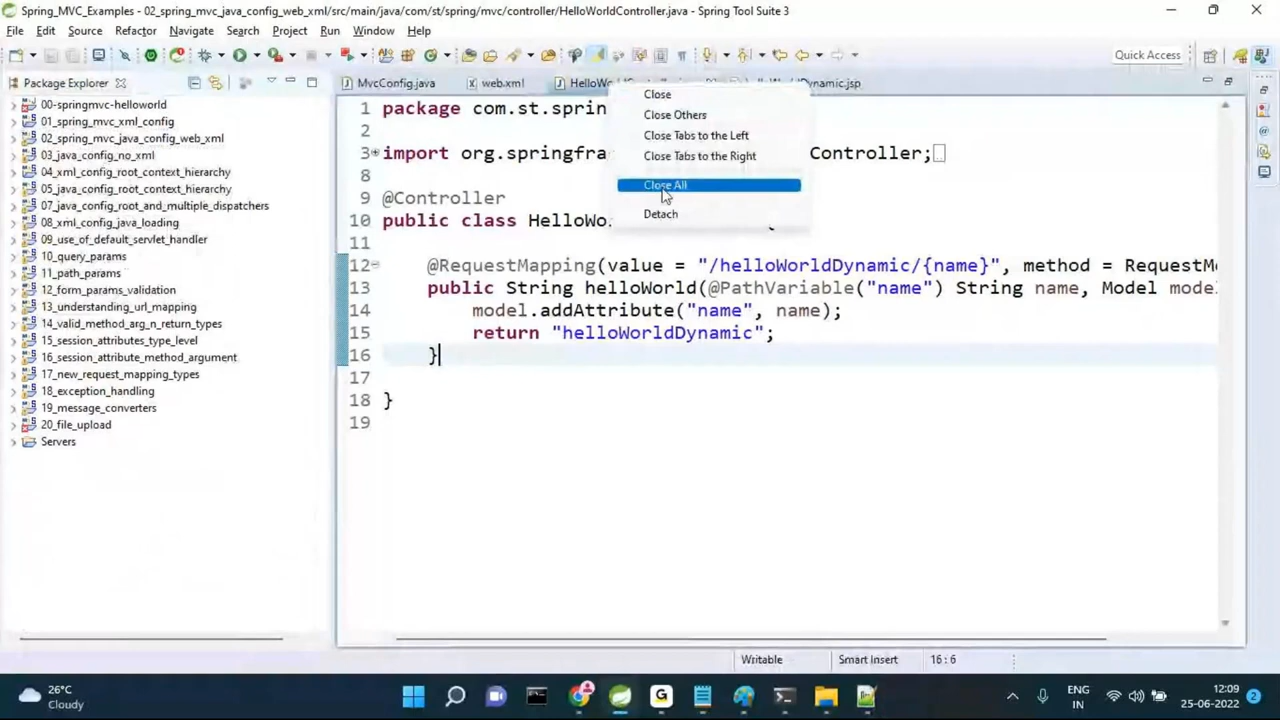 Spring_MVC_Examples - 02_spring_mvc_java_config_web_xml/src/main/java/com/st/spring/mvc/controller/HelloWorldController.java - Spring Tool Suite 3
File Edit Source Refactor Navigate Search Project Run Window Help
Quick Access
Package Explorer
MvcConfig.java web.xml HelloWo lloWorldDynamic.jsp
00-springmvc-helloworld
01_spring_mvc_xml_config
02_spring_mvc_java_config_web_xml
03_java_config_no_xml
04_xml_config_root_context_hierarchy
05_java_config_root_context_hierarchy
07_java_config_root_and_multiple_dispatchers
08_xml_config_java_loading
09_use_of_default_servlet_handler
10_query_params
11_path_params
12_form_params_validation
13_understanding_url_mapping
14_valid_method_arg_n_return_types
15_session_attributes_type_level
16_session_attribute_method_argument
17_new_request_mapping_types
18_exception_handling
19_message_converters
20_file_upload
Servers
1 package com.st.sprin
2
3 import org.springfra Controller;
8
9 @Controller
10 public class HelloWo
11
12 @RequestMapping(value = "/helloWorldDynamic/{name}", method = RequestM
13 public String helloWorld(@PathVariable("name") String name, Model model
14 model.addAttribute("name", name);
15 return "helloWorldDynamic";
16 }
17
18 }
19
Close
Close Others
Close Tabs to the Left
Close Tabs to the Right
Close All
Detach
Writable Smart Insert 16 : 6
26°C
Cloudy
ENG
IN
12:09
25-06-2022
2